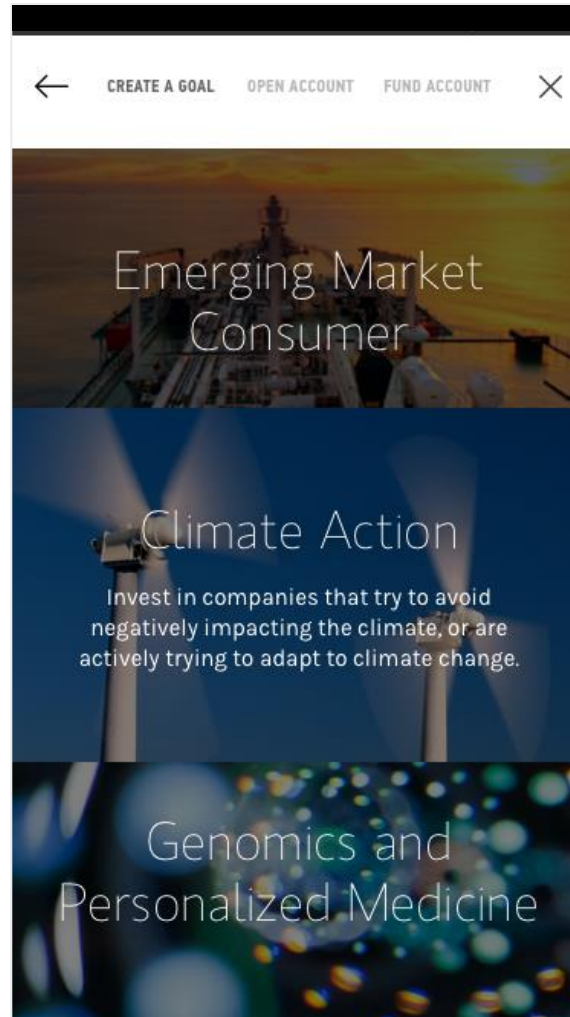 CREATE A GOAL OPEN ACCOUNT FUND ACCOUNT
Emerging Market
Consumer
Climate Action
Invest in companies that try to avoid
negatively impacting the climate, or are
actively trying to adapt to climate change.
Genomics and
Personalized Medicine